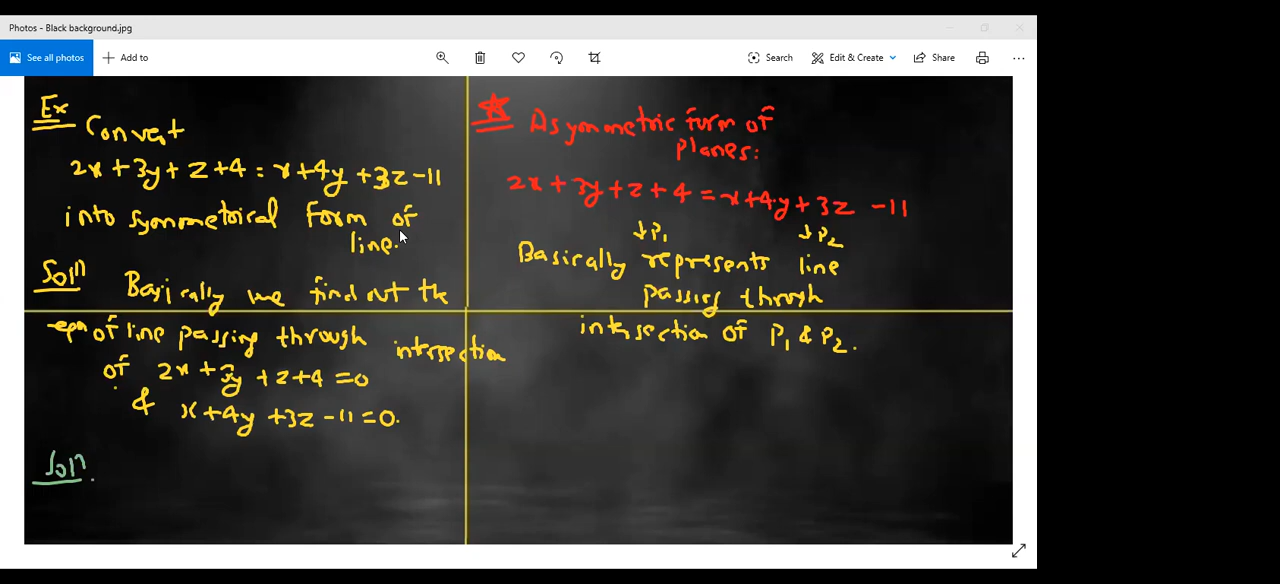 Photos - Black background.jpg
See all photos
Add to
Search
Edit & Create
Share
Ex
Convert
2x + 3y + z + 4 = x + 4y + 3z - 11
into symmetrical form of
line.
Soln
Basically we find out the
eqn of line passing through intersection
of 2x + 3y + z + 4 = 0
& x + 4y + 3z - 11 = 0.
Soln.
Asymmetric form of
planes:
2x + 3y + z + 4 = x + 4y + 3z - 11
↓P₁ ↓P₂
Basically represents line
passing through
intersection of P₁ & P₂.